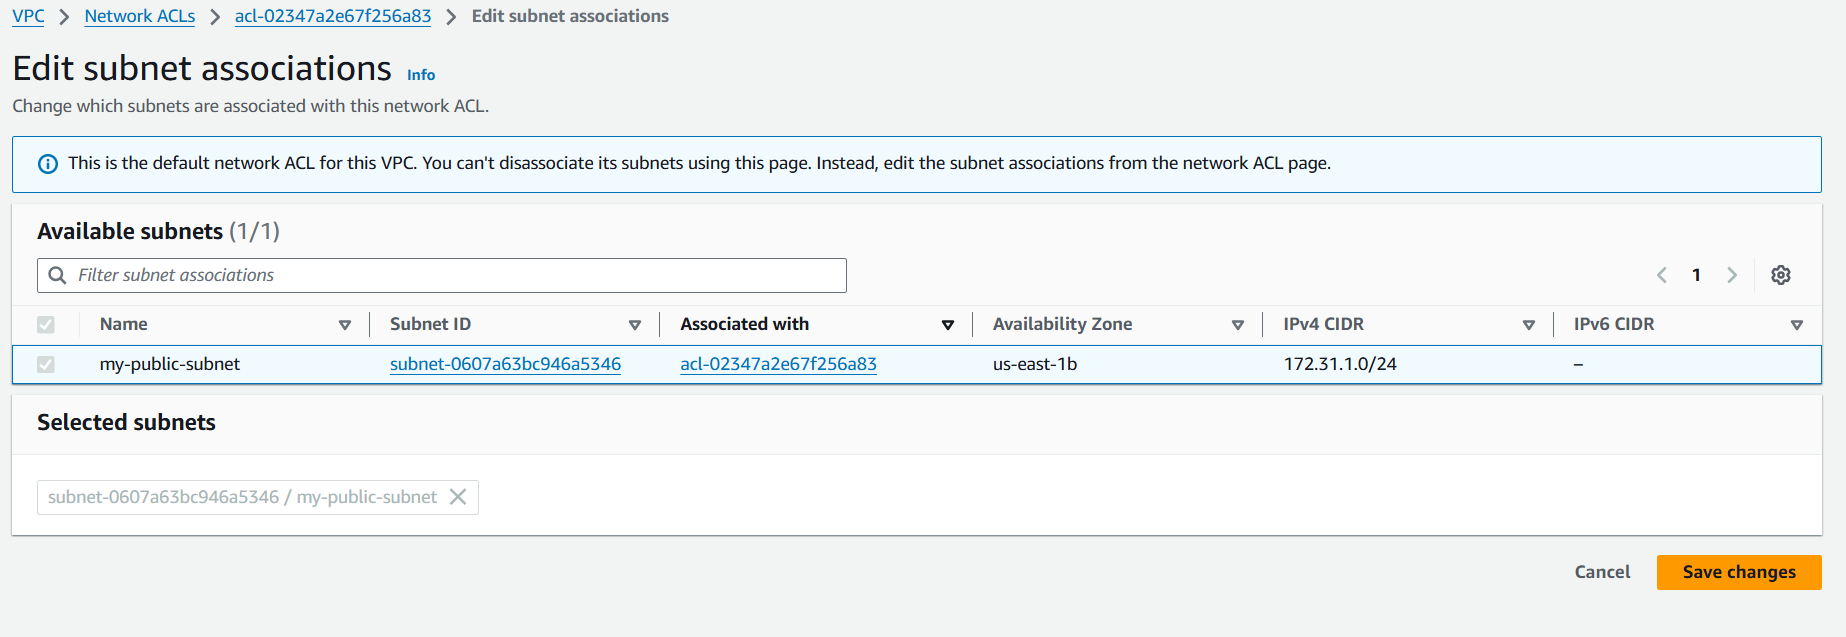 VPC > Network ACLs > acl-02347a2e67f256a83 > Edit subnet associations
Edit subnet associations Info
Change which subnets are associated with this network ACL.
This is the default network ACL for this VPC. You can't disassociate its subnets using this page. Instead, edit the subnet associations from the network ACL page.
Available subnets (1/1)
Filter subnet associations
1
Name Subnet ID Associated with Availability Zone IPv4 CIDR IPv6 CIDR
my-public-subnet subnet-0607a63bc946a5346 acl-02347a2e67f256a83 us-east-1b 172.31.1.0/24 –
Selected subnets
subnet-0607a63bc946a5346 / my-public-subnet
Cancel Save changes